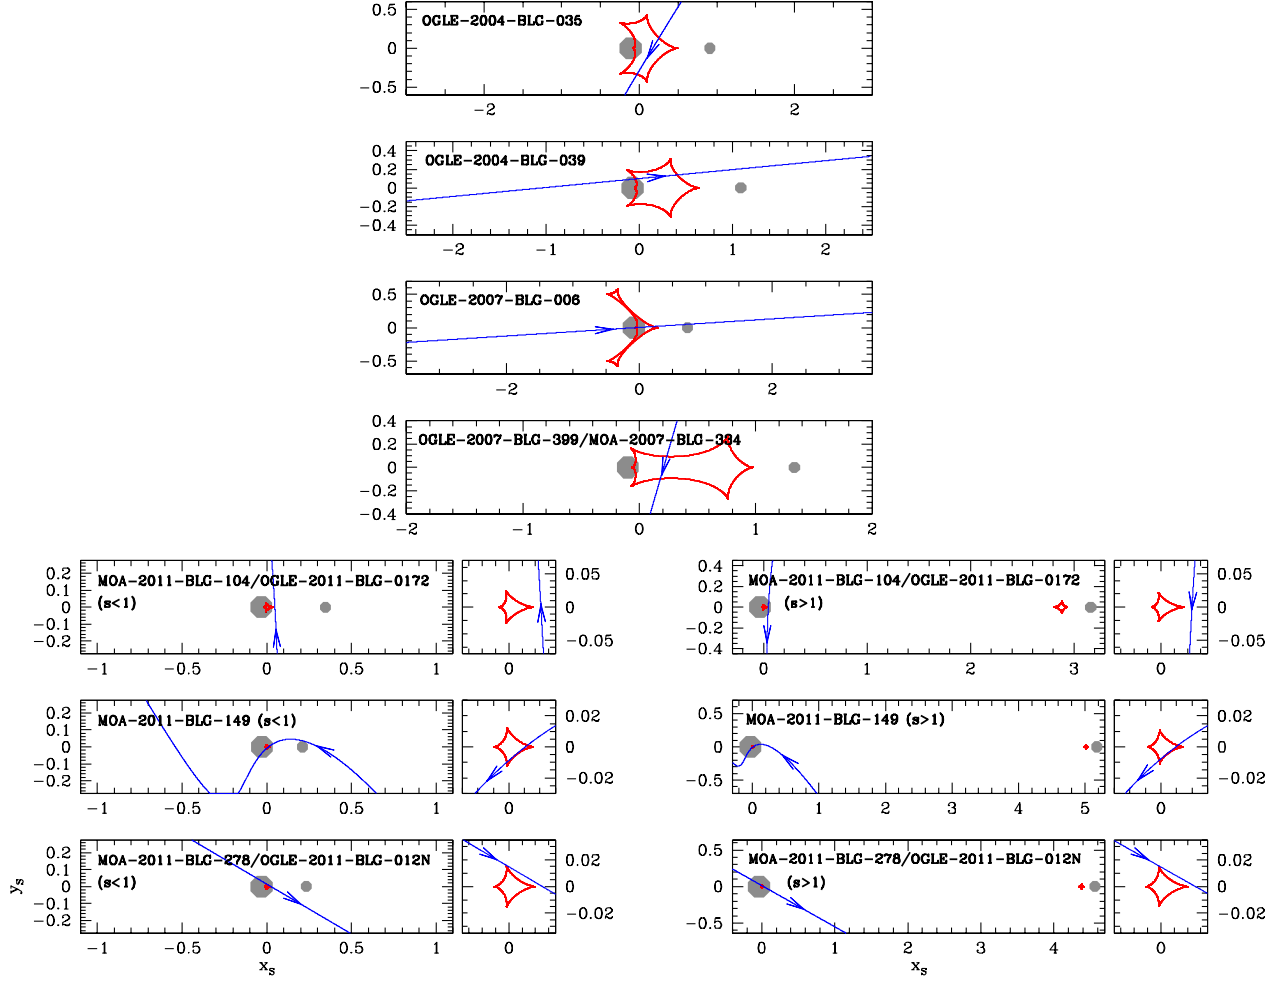 OGLE-2004-BLG-035
0.5
0
-0.5
-2 0 2
OGLE-2004-BLG-039
0.4
0.2
0
-0.2
-0.4
-2 -1 0 1 2
OGLE-2007-BLG-006
0.5
0
-0.5
-2 0 2
OGLE-2007-BLG-399/MOA-2007-BLG-334
0.4
0.2
0
-0.2
-0.4
-2 -1 0 1 2
MOA-2011-BLG-104/OGLE-2011-BLG-0172
(s<1)
0.2
0.1
0
-0.1
-0.2
-1 -0.5 0 0.5 1
0.05
0
-0.05
0
MOA-2011-BLG-104/OGLE-2011-BLG-0172
(s>1)
0.4
0.2
0
-0.2
-0.4
0 1 2 3
0.05
0
-0.05
0
MOA-2011-BLG-149 (s<1)
0.2
0.1
0
-0.1
-0.2
-1 -0.5 0 0.5 1
0.02
0
-0.02
0
MOA-2011-BLG-149 (s>1)
0.5
0
-0.5
0 1 2 3 4 5
0.02
0
-0.02
0
MOA-2011-BLG-278/OGLE-2011-BLG-012N
(s<1)
0.2
0.1
0
-0.1
-0.2
-1 -0.5 0 0.5 1
0.02
0
-0.02
0
MOA-2011-BLG-278/OGLE-2011-BLG-012N
(s>1)
0.5
0
-0.5
0 1 2 3 4
0.02
0
-0.02
0
ys
xs
xs